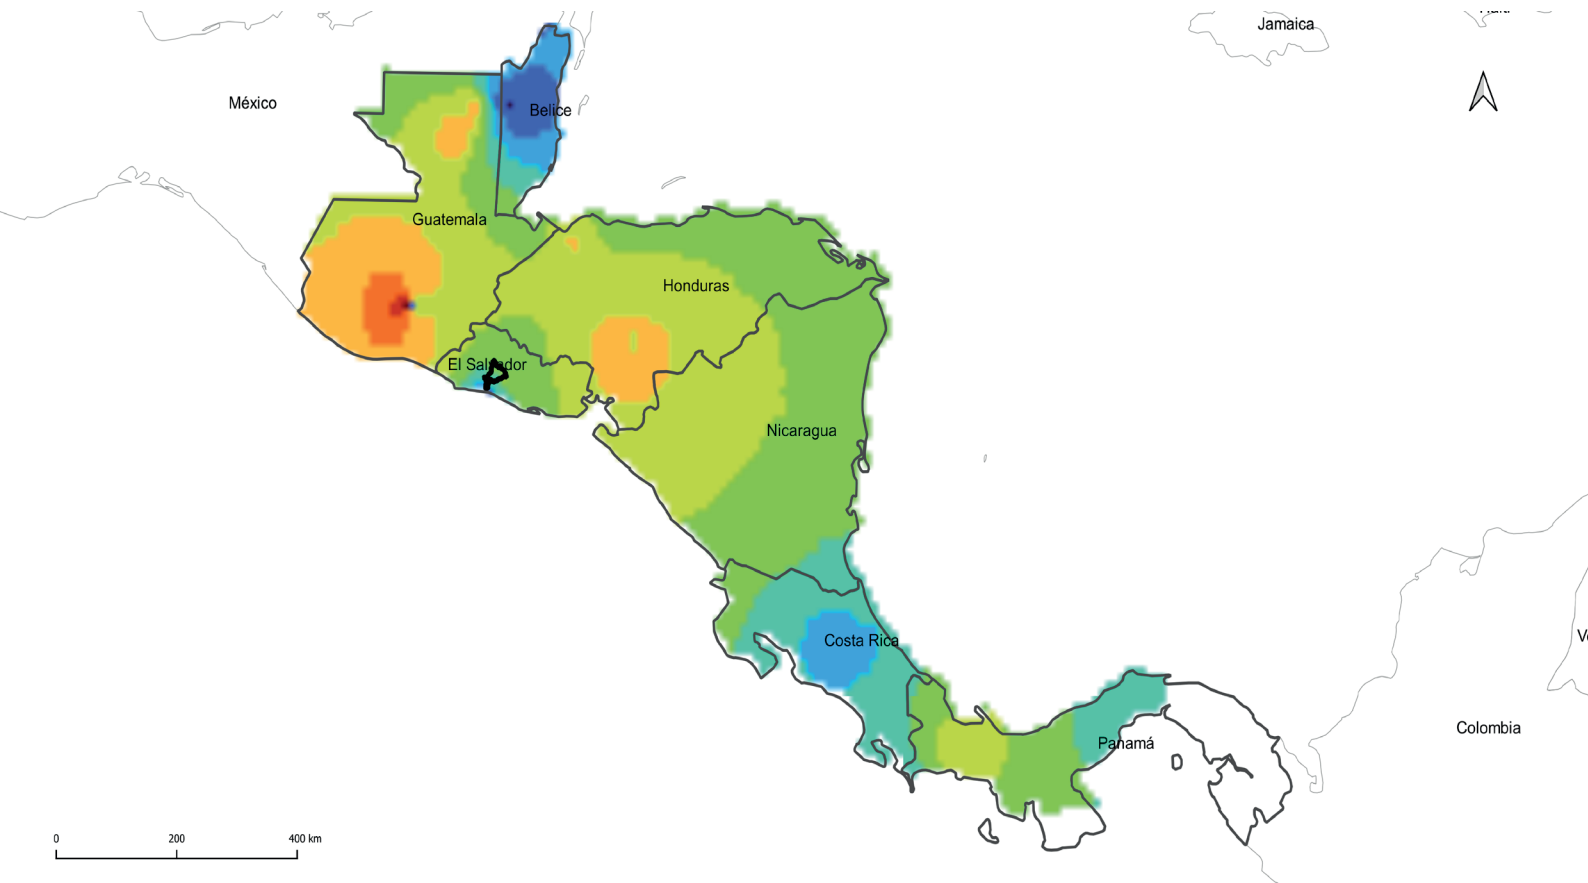 Jamaica
México
Belice
Guatemala
Honduras
El Salvador
Nicaragua
Costa Rica
Panamá
Colombia
0 200 400 km